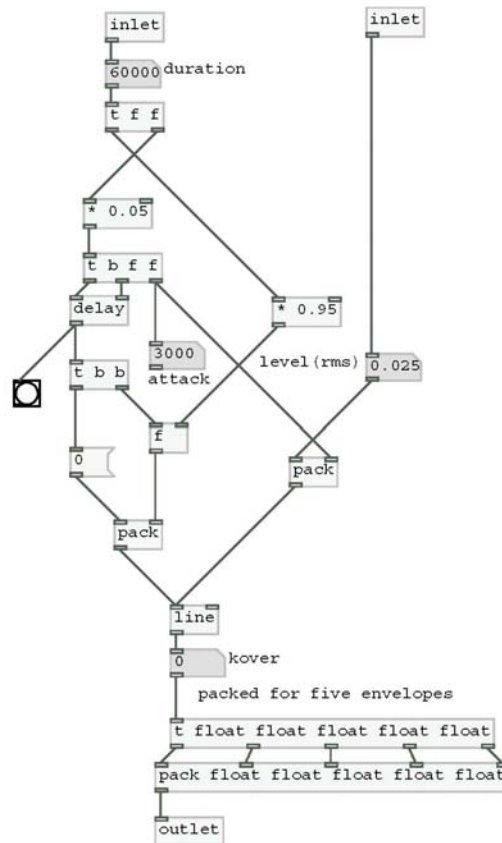 inlet
inlet
60000 duration
t f f
* 0.05
t b f f
delay
* 0.95
3000
attack
level(rms)
0.025
t b b
f
0
pack
pack
line
0 kover
packed for five envelopes
t float float float float float
pack float float float float float
outlet